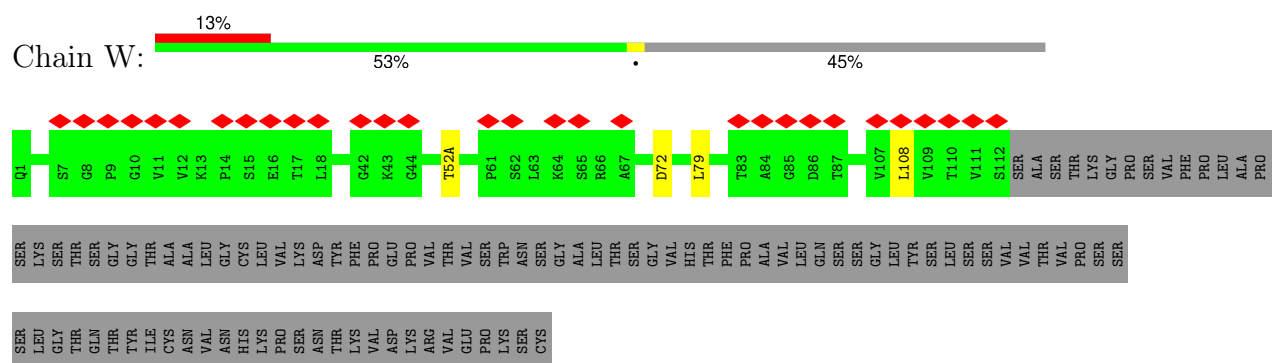 13%
Chain W:
53% • 45%
Q1 S7 G8 P9 G10 V11 V12 K13 P14 S15 E16 T17 L18 G42 K43 G44 T52A P61 S62 L63 K64 S65 R66 A67 D72 L79 T83 A84 G85 D86 T87 V107 L108 V109 T110 V111 S112 SER ALA SER THR LYS GLY PRO SER VAL PHE PRO LEU ALA PRO
SER LYS SER THR SER GLY GLY THR ALA ALA LEU GLY CYS LEU VAL LYS ASP TYR PHE PRO GLU PRO VAL THR VAL SER TRP ASN SER GLY ALA LEU THR SER GLY VAL HIS THR PHE PRO ALA VAL LEU GLN SER SER GLY LEU TYR SER LEU SER SER VAL VAL THR VAL PRO SER SER
SER LEU GLY THR GLN THR TYR ILE CYS ASN VAL ASN HIS LYS PRO SER ASN THR LYS VAL ASP LYS ARG VAL GLU PRO LYS SER CYS